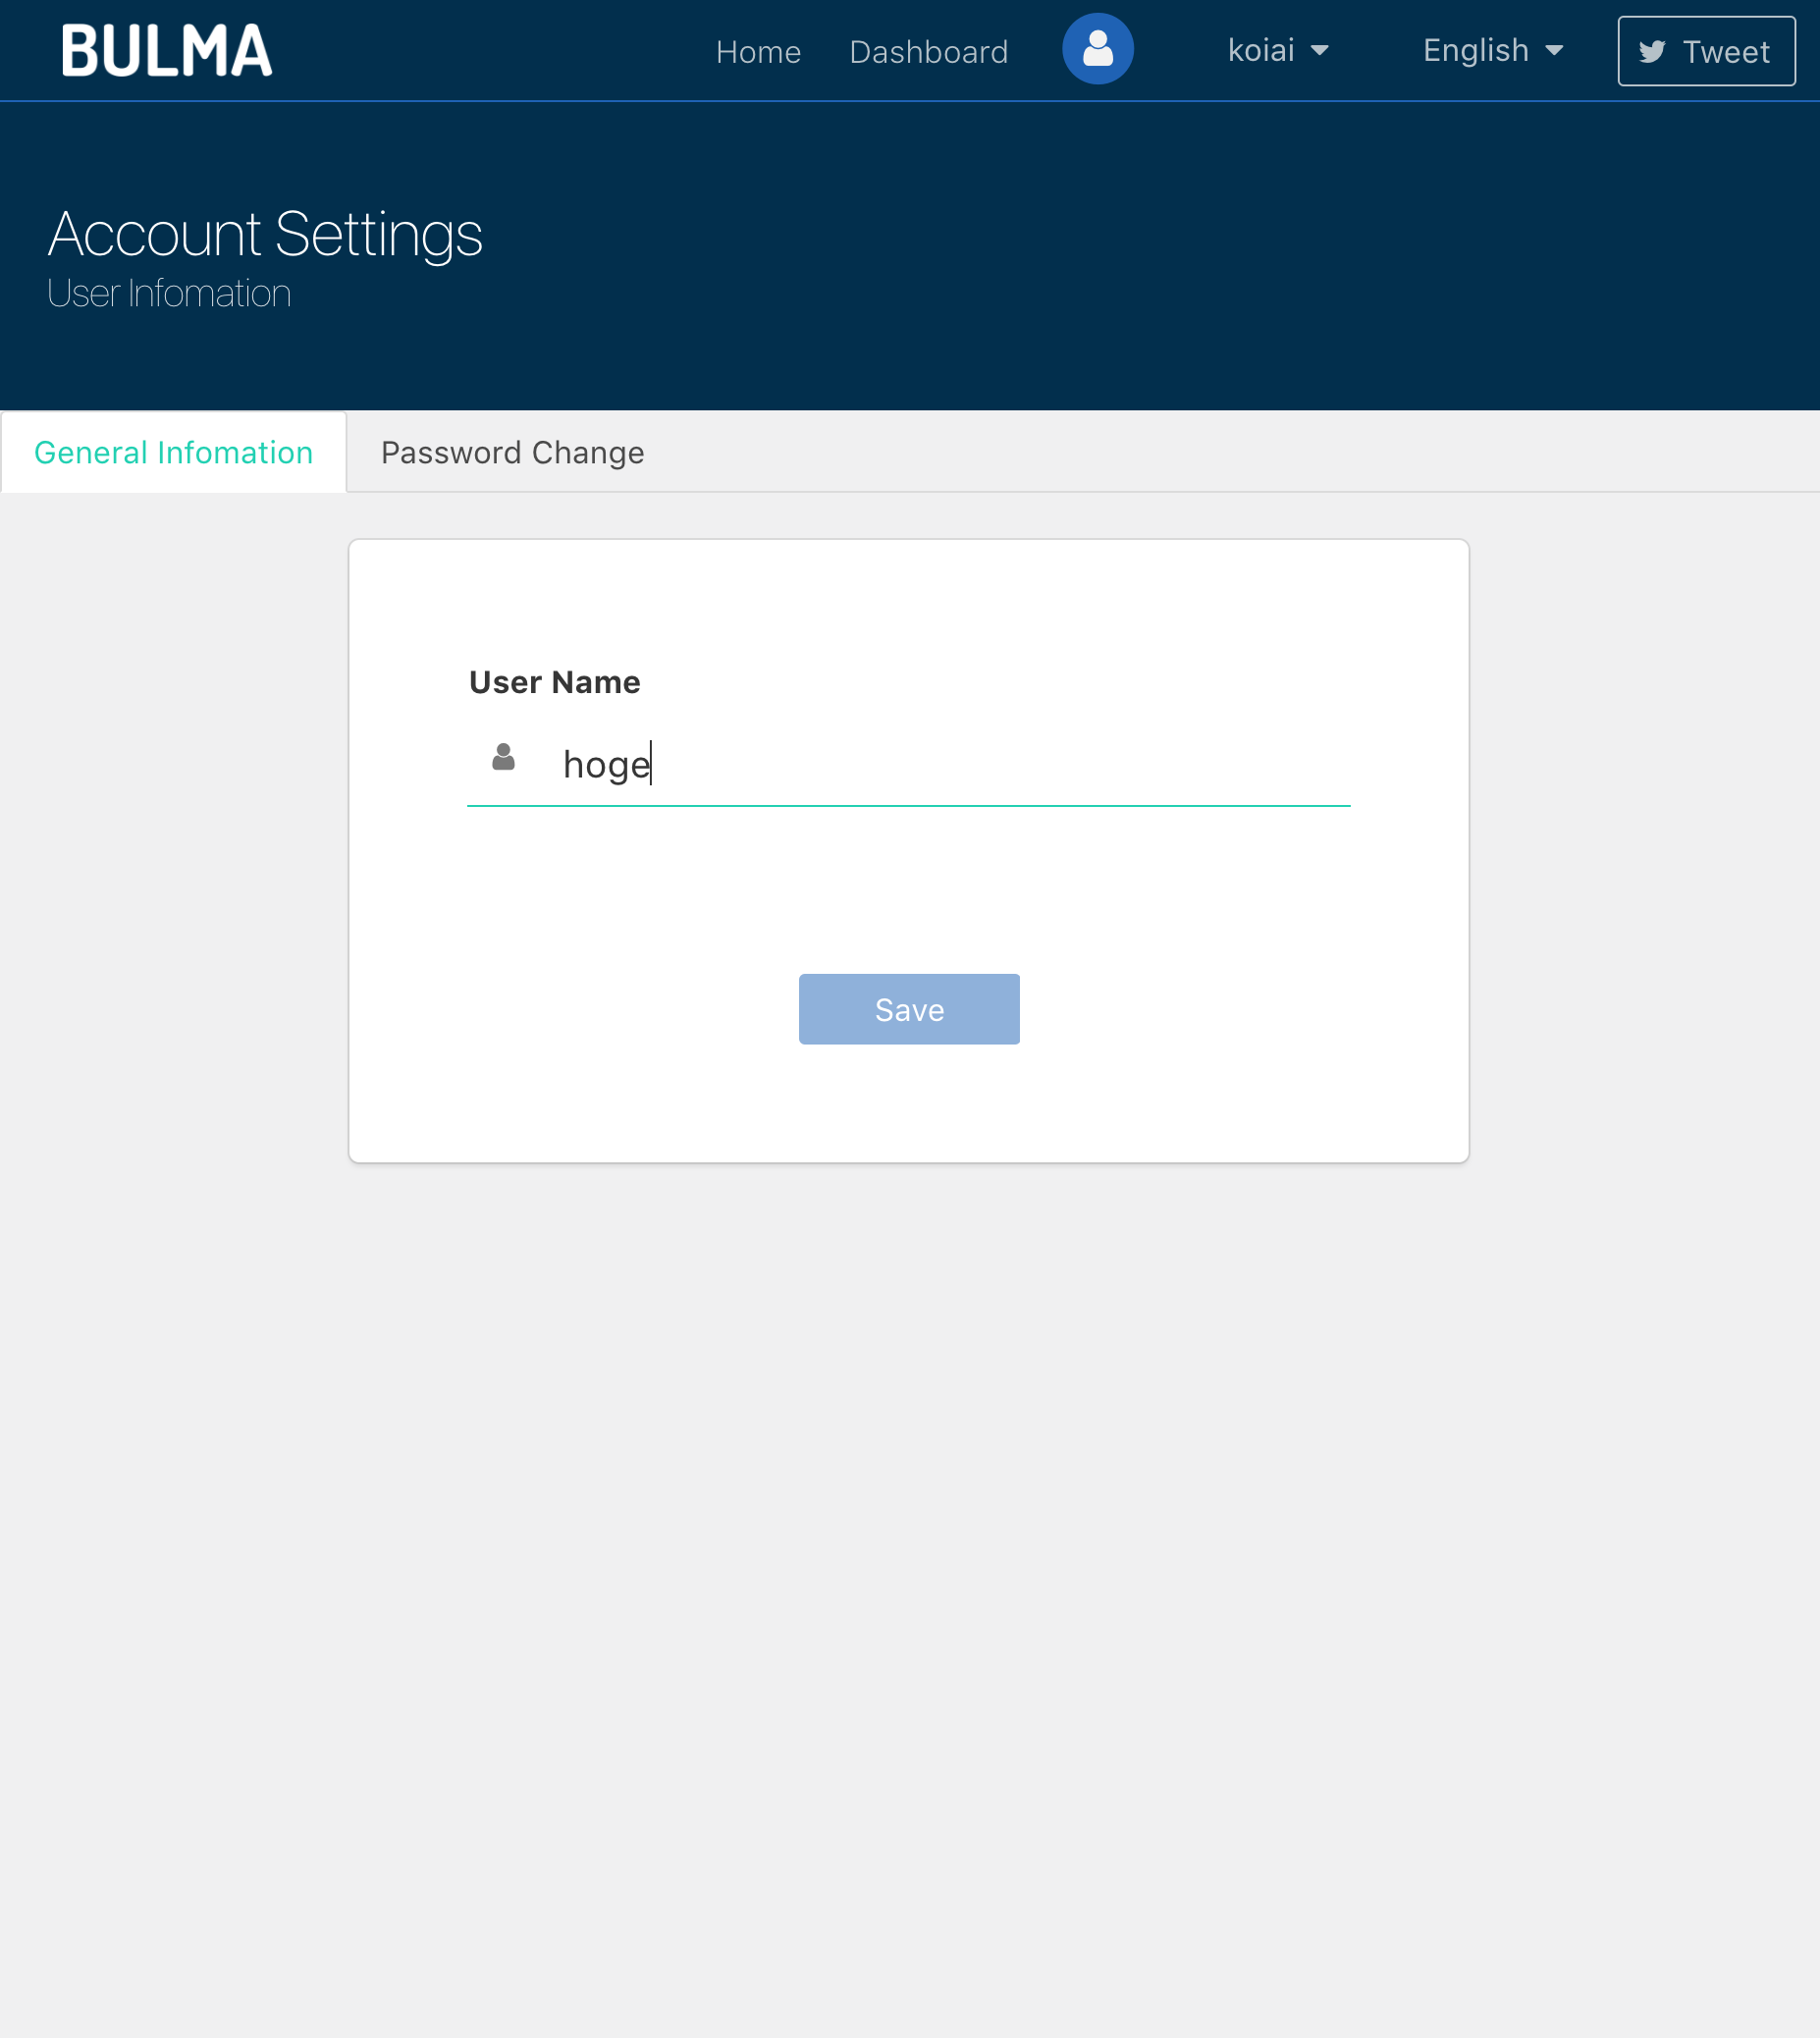 BULMA
Home Dashboard koiai English Tweet
Account Settings
User Infomation
General Infomation Password Change
User Name
hoge
Save